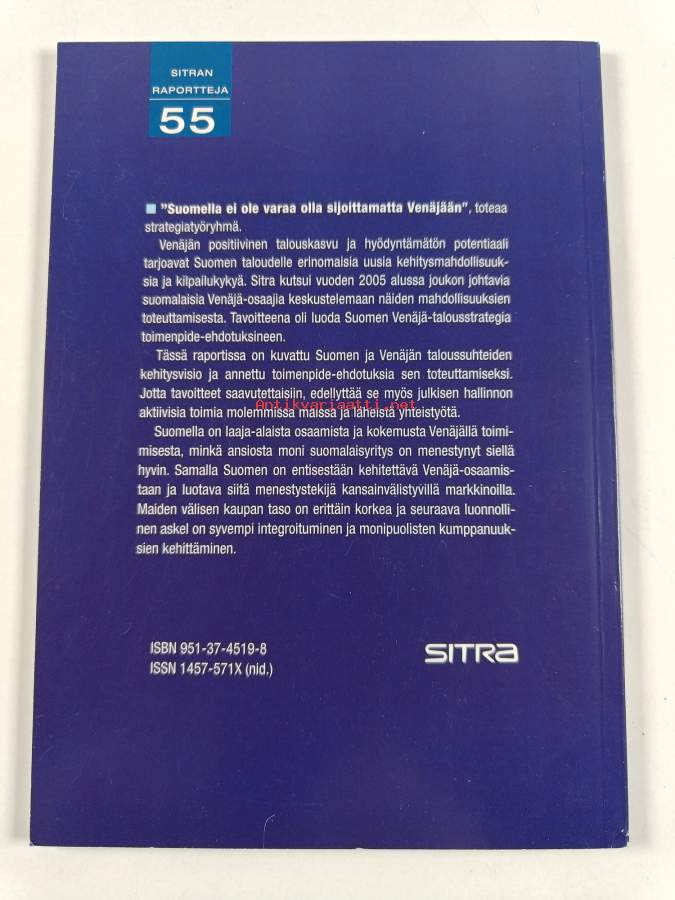 SITRAN
RAPORTTEJA
55
"Suomella ei ole varaa olla sijoittamatta Venäjään", toteaa
strategiatyöryhmä.
Venäjän positiivinen talouskasvu ja hyödyntämätön potentiaali
tarjoavat Suomen taloudelle erinomaisia uusia kehitysmahdollisuuk-
sia ja kilpailukykyä. Sitra kutsui vuoden 2005 alussa joukon johtavia
suomalaisia Venäjä-osaajia keskustelemaan näiden mahdollisuuksien
toteuttamisesta. Tavoitteena oli luoda Suomen Venäjä-talousstrategia
toimenpide-ehdotuksineen.
Tässä raportissa on kuvattu Suomen ja Venäjän taloussuhteiden
kehitysvisio ja annettu toimenpide-ehdotuksia sen toteuttamiseksi.
Jotta tavoitteet saavutettaisiin, edellyttää se myös julkisen hallinnon
aktiivisia toimia molemmissa maissa ja läheistä yhteistyötä.
Antikvariaatti.net
Suomella on laaja-alaista osaamista ja kokemusta Venäjällä toimi-
misesta, minkä ansiosta moni suomalaisyritys on menestynyt siellä
hyvin. Samalla Suomen on entisestään kehitettävä Venäjä-osaamis-
taan ja luotava siitä menestystekijä kansainvälistyvillä markkinoilla.
Maiden välisen kaupan taso on erittäin korkea ja seuraava luonnolli-
nen askel on syvempi integroituminen ja monipuolisten kumppanuuk-
sien kehittäminen.
ISBN 951-37-4519-8
ISSN 1457-571X (nid.)
SITRA